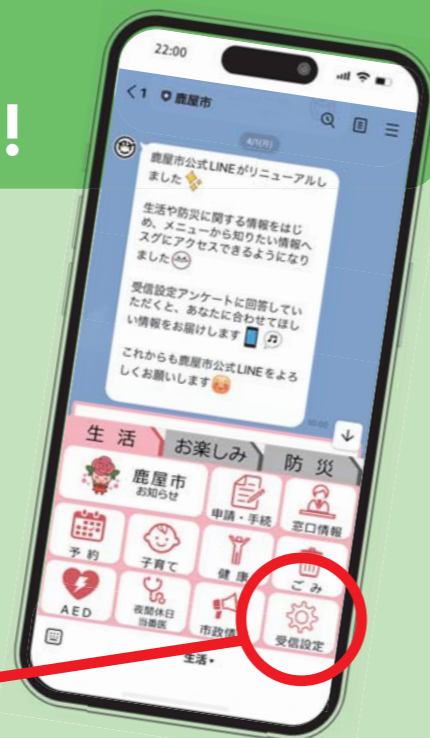 !
22:00
1 鹿屋市
4/1(月)
鹿屋市公式LINEがリニューアルし
ました
生活や防災に関する情報をはじ
め、メニューから知りたい情報へ
スグにアクセスできるようになり
ました
受信設定アンケートに回答してい
ただくと、あなたに合わせてほし
い情報をお届けします
これからも鹿屋市公式LINEをよろ
しくお願いします
10:00
生 活
お楽しみ
防 災
鹿屋市
お知らせ
申請・手続
窓口情報
予 約
子育て
健 康
ごみ
AED
夜間休日
当番医
市政情
受信設定
生活▾